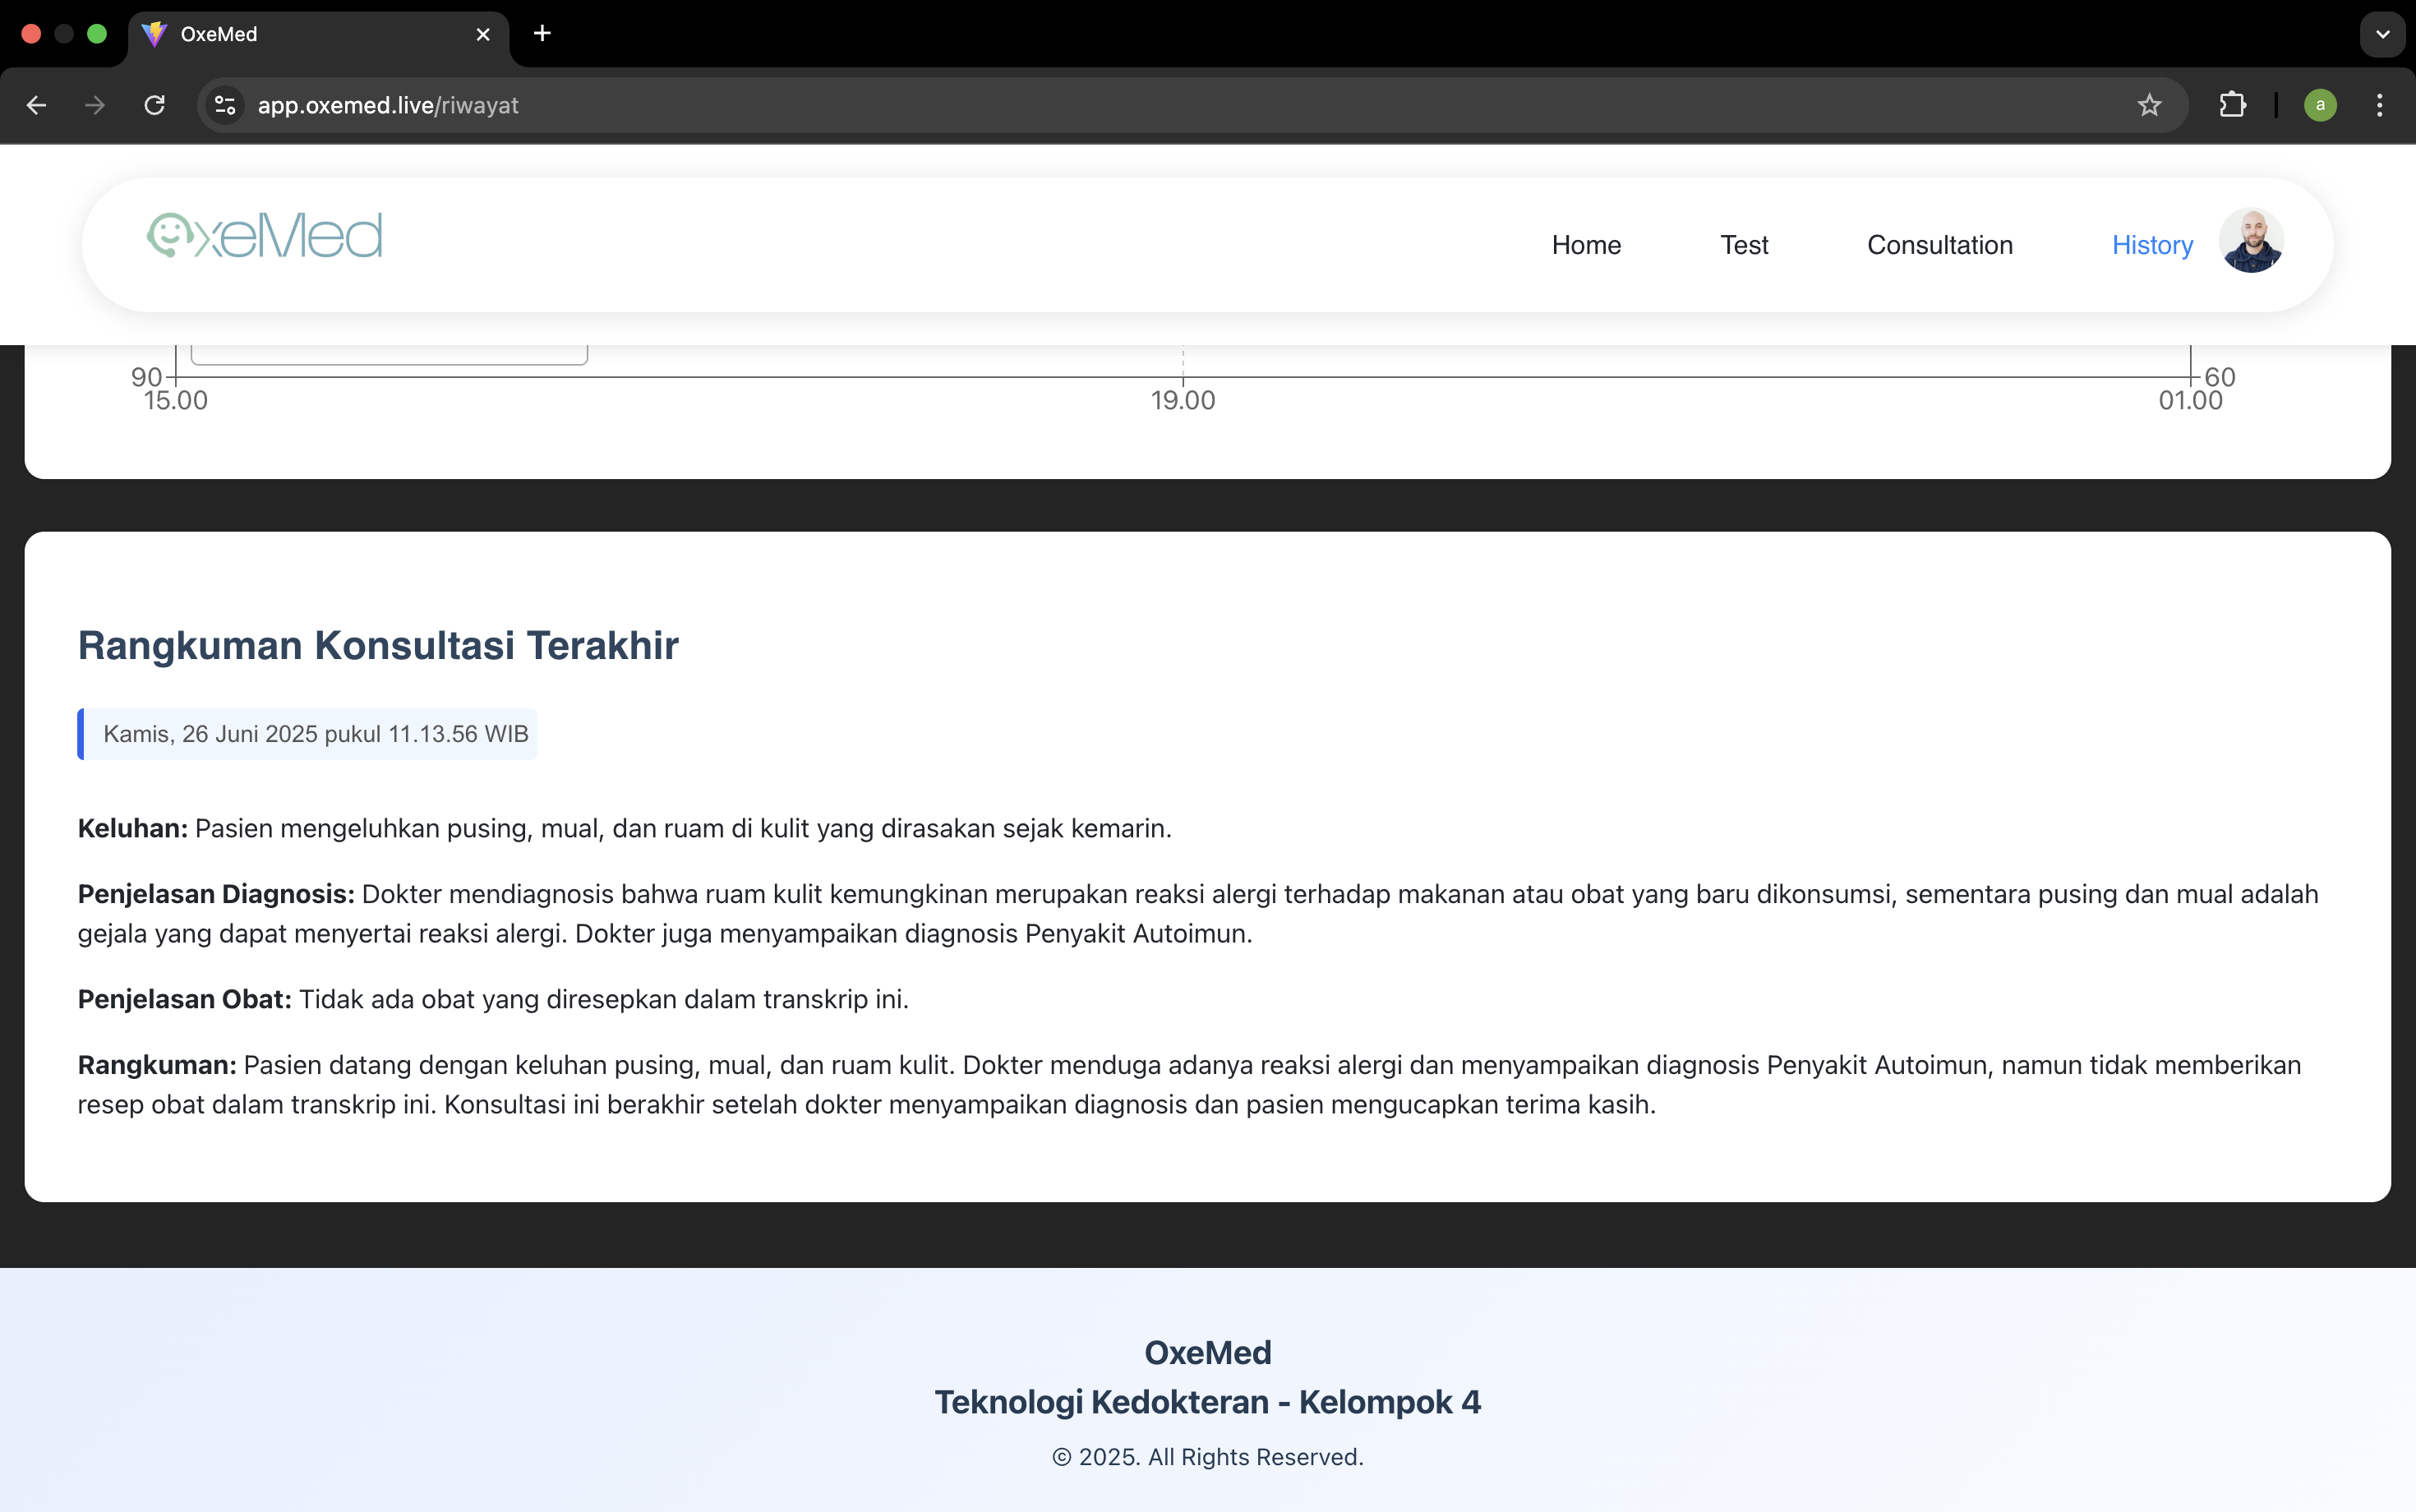 OxeMed
app.oxemed.live/riwayat
a
OxeMed
Home
Test
Consultation
History
90
60
15.00
19.00
01.00
Rangkuman Konsultasi Terakhir
Kamis, 26 Juni 2025 pukul 11.13.56 WIB
Keluhan: Pasien mengeluhkan pusing, mual, dan ruam di kulit yang dirasakan sejak kemarin.
Penjelasan Diagnosis: Dokter mendiagnosis bahwa ruam kulit kemungkinan merupakan reaksi alergi terhadap makanan atau obat yang baru dikonsumsi, sementara pusing dan mual adalah
gejala yang dapat menyertai reaksi alergi. Dokter juga menyampaikan diagnosis Penyakit Autoimun.
Penjelasan Obat: Tidak ada obat yang diresepkan dalam transkrip ini.
Rangkuman: Pasien datang dengan keluhan pusing, mual, dan ruam kulit. Dokter menduga adanya reaksi alergi dan menyampaikan diagnosis Penyakit Autoimun, namun tidak memberikan
resep obat dalam transkrip ini. Konsultasi ini berakhir setelah dokter menyampaikan diagnosis dan pasien mengucapkan terima kasih.
OxeMed
Teknologi Kedokteran - Kelompok 4
© 2025. All Rights Reserved.